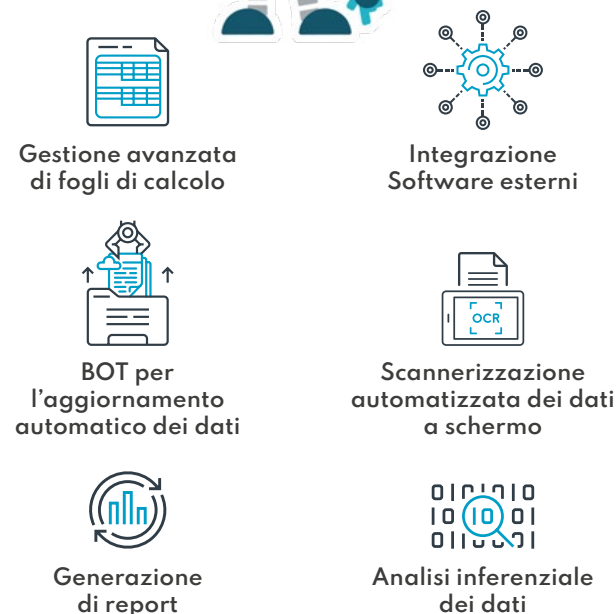 Gestione avanzata
di fogli di calcolo
Integrazione
Software esterni
BOT per
l'aggiornamento
automatico dei dati
OCR
Scannerizzazione
automatizzata dei dati
a schermo
Generazione
di report
Analisi inferenziale
dei dati